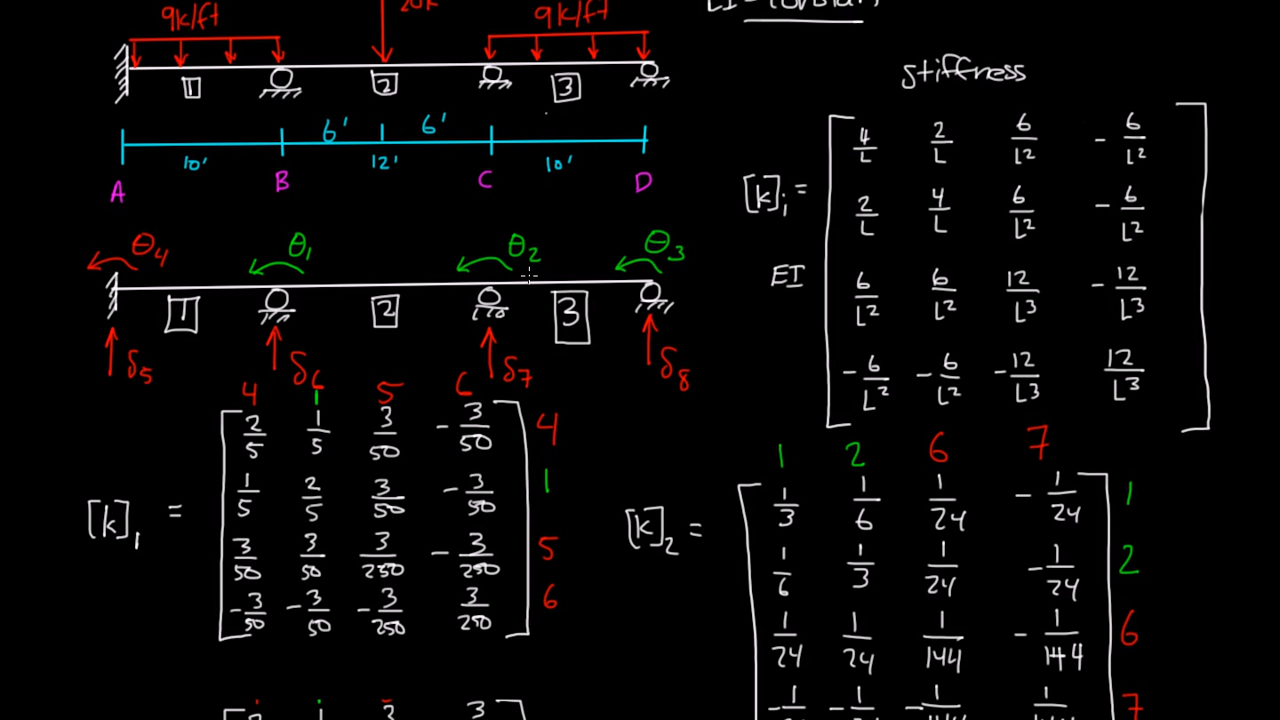 9k/ft 20k 9k/ft
1 2 3
6' 6'
10' 12' 10'
A B C D
θ4 θ1 θ2 θ3
1 2 3
δ5 δ6 δ7 δ8
stiffness
[k]i =
EI
4/L 2/L 6/L² -6/L²
2/L 4/L 6/L² -6/L²
6/L² 6/L² 12/L³ -12/L³
-6/L² -6/L² -12/L³ 12/L³
4 1 5 6
[k]1 =
2/5 1/5 3/50 -3/50 4
1/5 2/5 3/50 -3/50 1
3/50 3/50 3/250 -3/250 5
-3/50 -3/50 -3/250 3/250 6
1 2 6 7
[k]2 =
1/3 1/6 1/24 -1/24 1
1/6 1/3 1/24 -1/24 2
1/24 1/24 1/144 -1/144 6
7